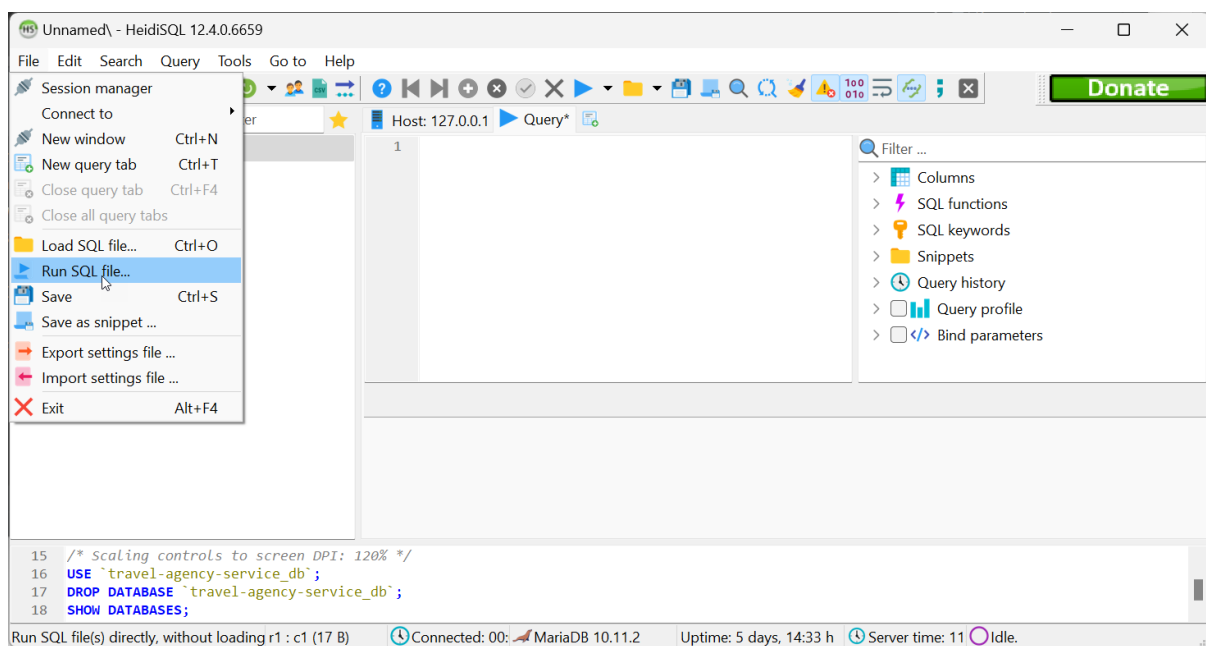 Unnamed\ - HeidiSQL 12.4.0.6659
File Edit Search Query Tools Go to Help
Donate
Session manager
Connect to
New window Ctrl+N
New query tab Ctrl+T
Close query tab Ctrl+F4
Close all query tabs
Load SQL file... Ctrl+O
Run SQL file...
Save Ctrl+S
Save as snippet ...
Export settings file ...
Import settings file ...
Exit Alt+F4
Host: 127.0.0.1 Query*
1
Filter ...
Columns
SQL functions
SQL keywords
Snippets
Query history
Query profile
Bind parameters
15 /* Scaling controls to screen DPI: 120% */
16 USE `travel-agency-service_db`;
17 DROP DATABASE `travel-agency-service_db`;
18 SHOW DATABASES;
Run SQL file(s) directly, without loading r1 : c1 (17 B) Connected: 00: MariaDB 10.11.2 Uptime: 5 days, 14:33 h Server time: 11 Idle.